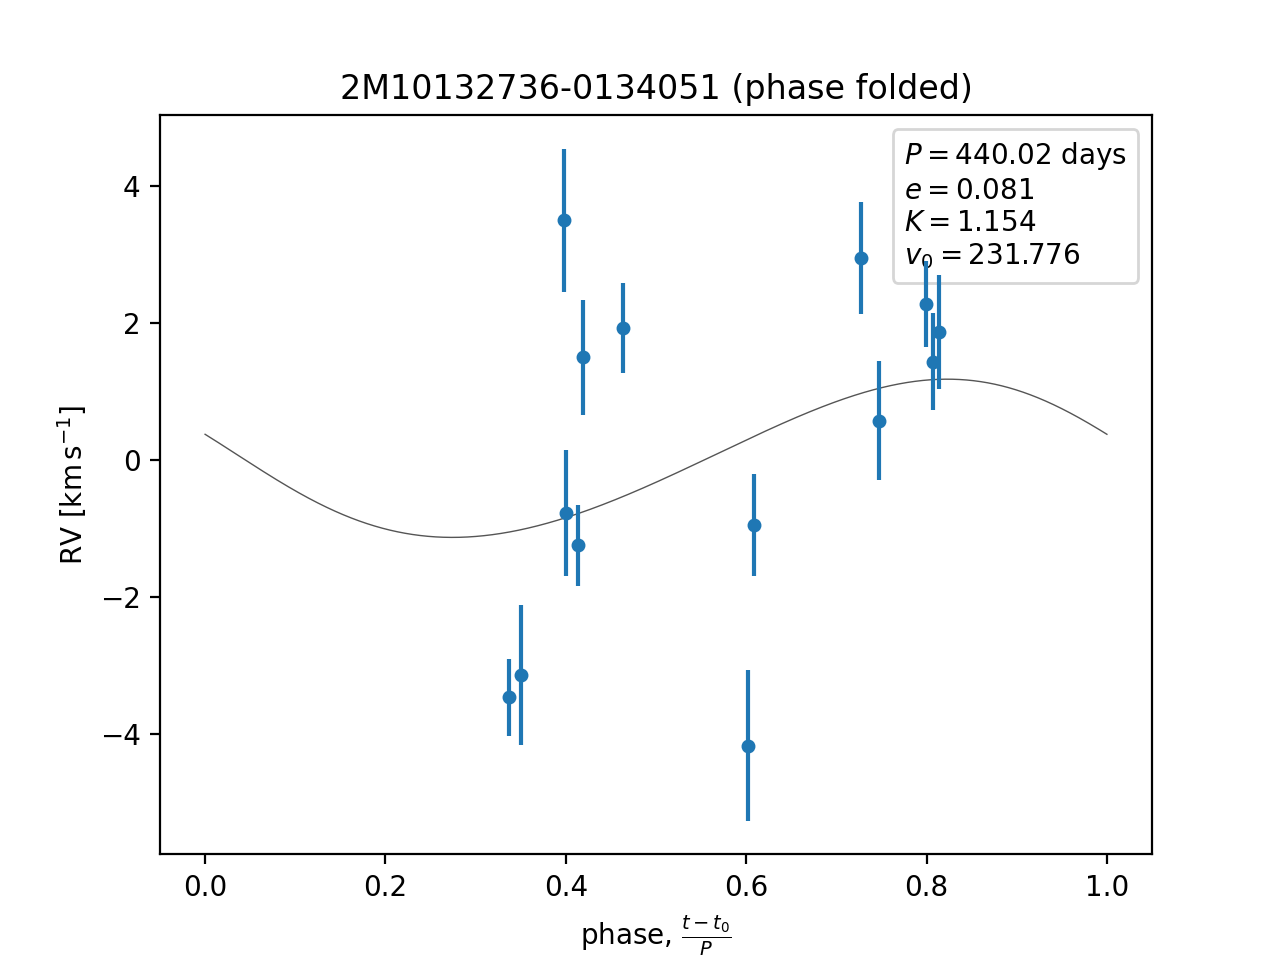 2M10132736-0134051 (phase folded)
P = 440.02 days
e = 0.081
K = 1.154
v₀ = 231.776
4
2
0
−2
−4
RV [km s⁻¹]
0.0 0.2 0.4 0.6 0.8 1.0
phase, (t − t₀)/P